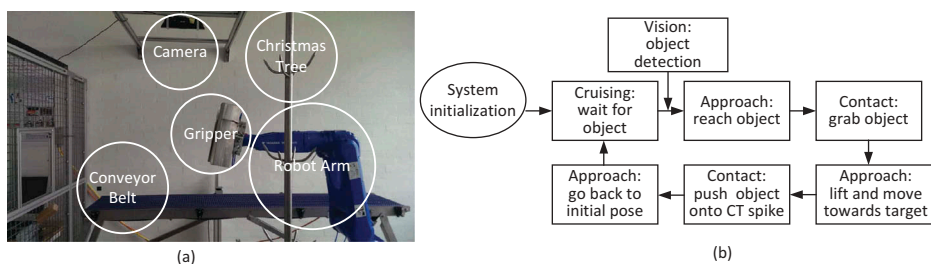 Camera
Christmas
Tree
Gripper
Robot Arm
Conveyor
Belt
(a)
System
initialization
Vision:
object
detection
Cruising:
wait for
object
Approach:
reach object
Contact:
grab object
Approach:
lift and move
towards target
Contact:
push object
onto CT spike
Approach:
go back to
initial pose
(b)